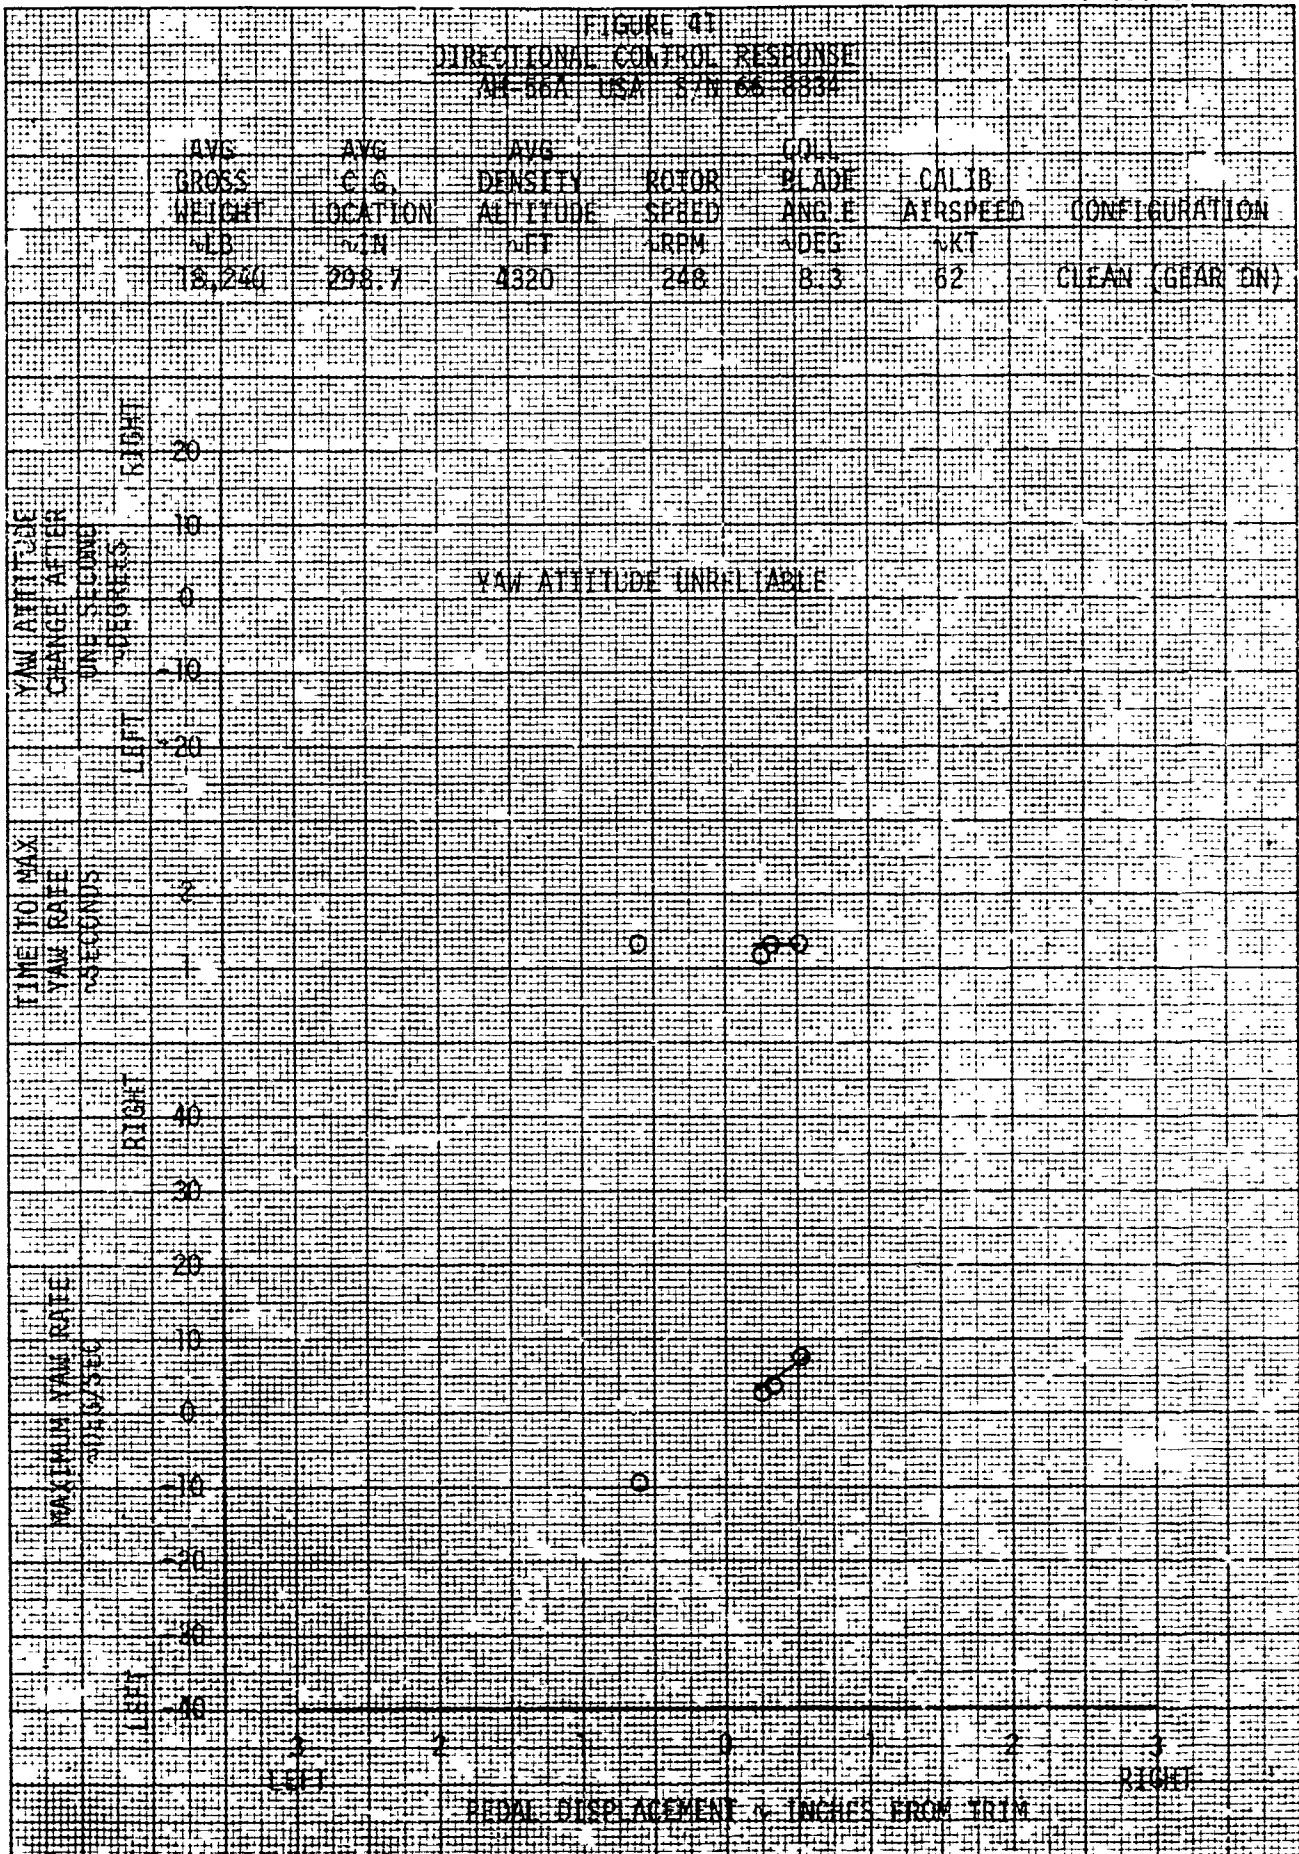 FIGURE 41
DIRECTIONAL CONTROL RESPONSE
AH-56A USA S/N 66-8834
AVG GROSS WEIGHT ~LB
AVG C.G. LOCATION ~IN
AVG DENSITY ALTITUDE ~FT
ROTOR SPEED ~RPM
COLL BLADE ANGLE ~DEG
CALIB AIRSPEED ~KT
CONFIGURATION
18,240 298.7 4320 248 8.3 62 CLEAN (GEAR ON)
YAW ATTITUDE
CHANGE AFTER
ONE SECOND
~DEGREES
LEFT RIGHT
20
10
0
-10
-20
YAW ATTITUDE UNRELIABLE
TIME TO MAX
YAW RATE
~SECONDS
2
1
MAXIMUM YAW RATE
~DEG/SEC
LEFT RIGHT
40
30
20
10
0
-10
-20
-30
-40
3 2 1 0 1 2 3
LEFT RIGHT
PEDAL DISPLACEMENT ~ INCHES FROM TRIM